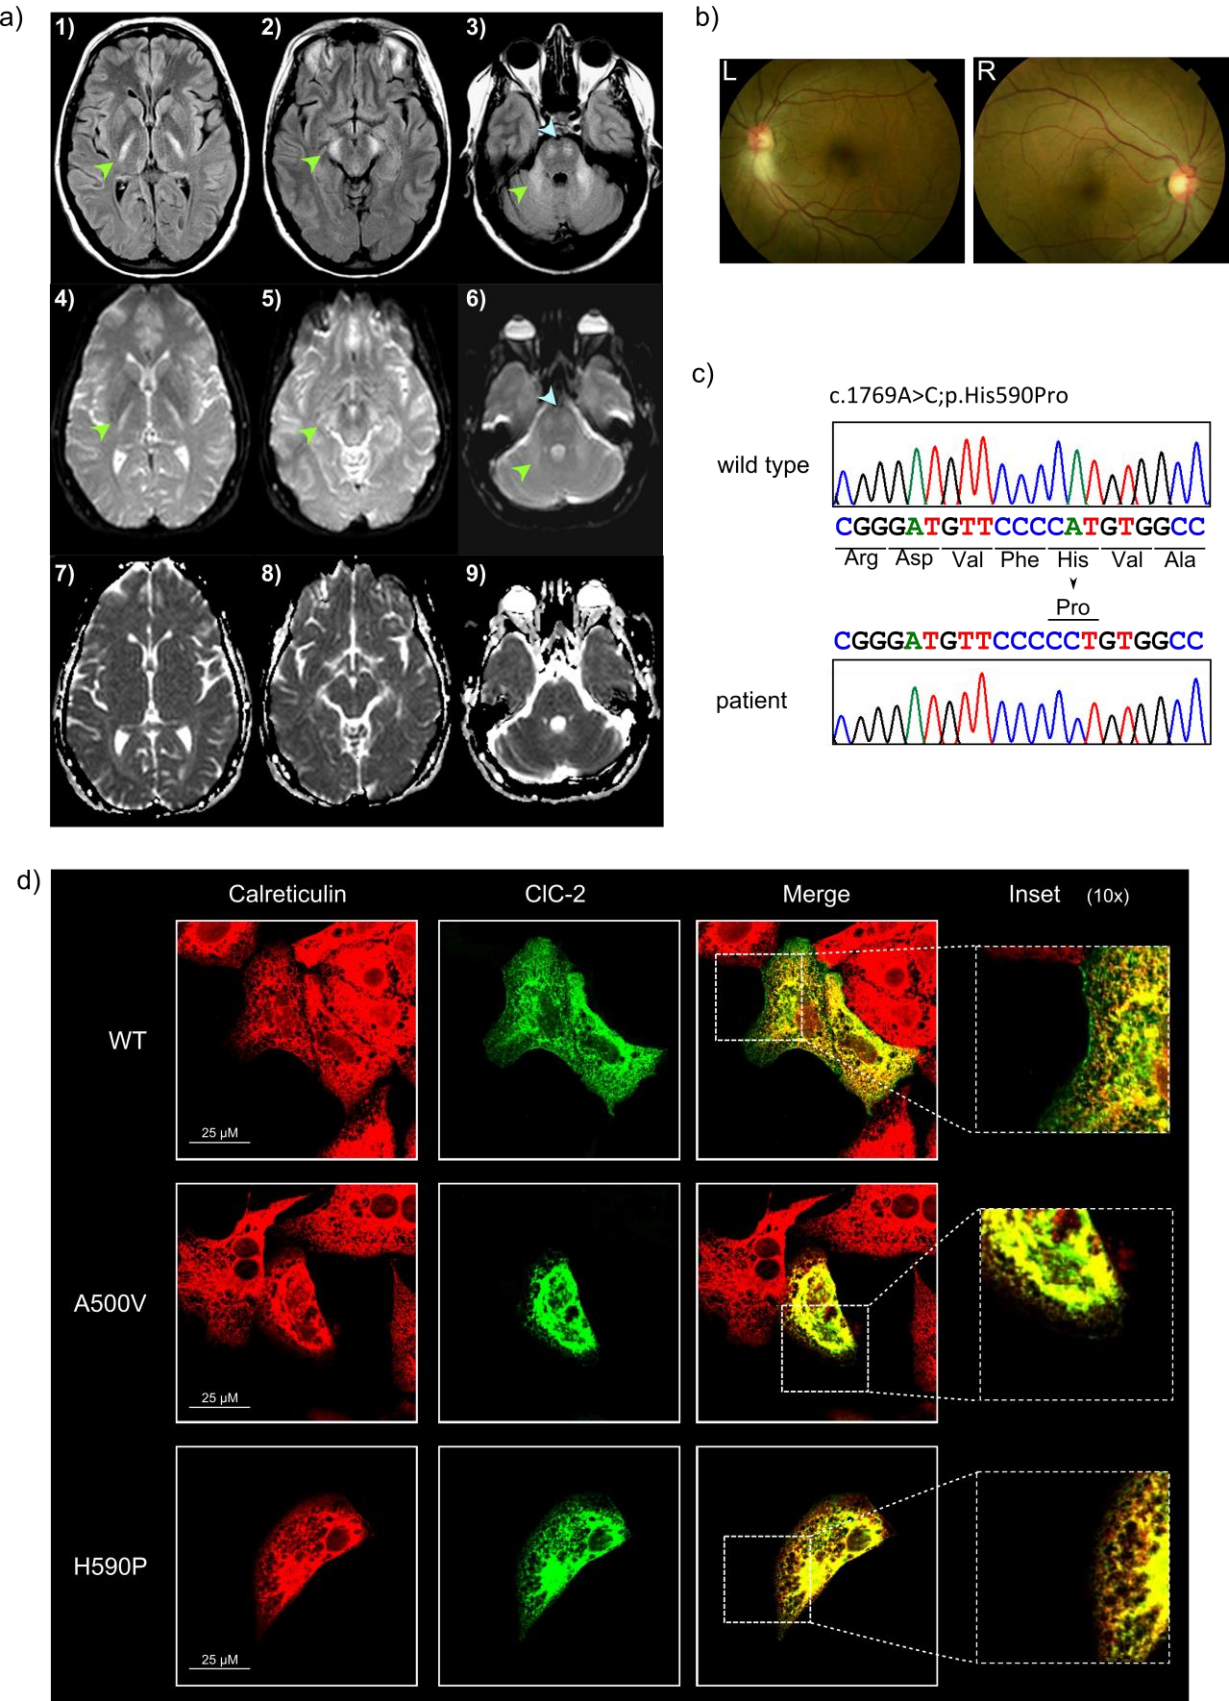 a)
1)
2)
3)
4)
5)
6)
7)
8)
9)
b)
L
R
c)
c.1769A>C;p.His590Pro
wild type
CGGGATGTTCCCCATGTGGCC
Arg Asp Val Phe His Val Ala
Pro
CGGGATGTTCCCCCTGTGGCC
patient
d)
Calreticulin ClC-2 Merge Inset (10x)
WT
25 µM
A500V
25 µM
H590P
25 µM